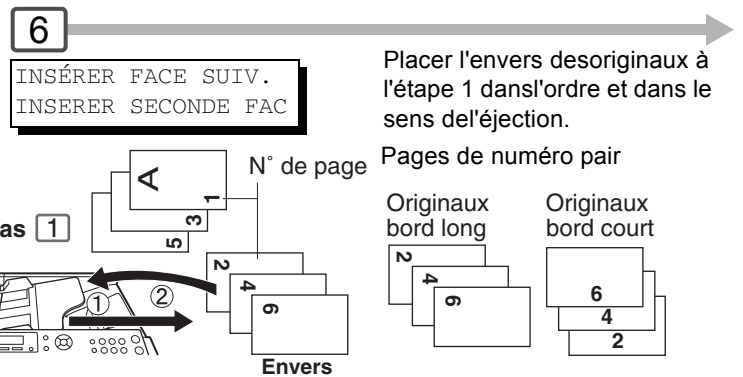 6
INSÉRER FACE SUIV.
INSERER SECONDE FAC
Placer l'envers desoriginaux à
l'étape 1 dansl'ordre et dans le
sens del'éjection.
Pages de numéro pair
A
1
3
5
N° de page
as 1
2
4
6
① ②
Envers
Originaux
bord long
2
4
6
Originaux
bord court
6
4
2